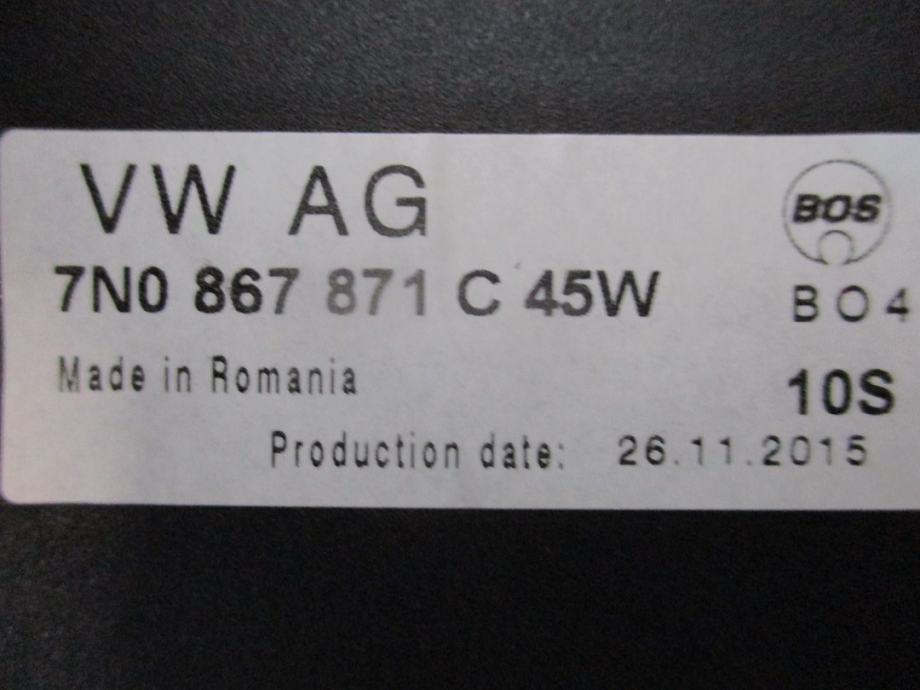 VW AG
BOS
7N0 867 871 C 45W
BO4
Made in Romania
10S
Production date: 26.11.2015